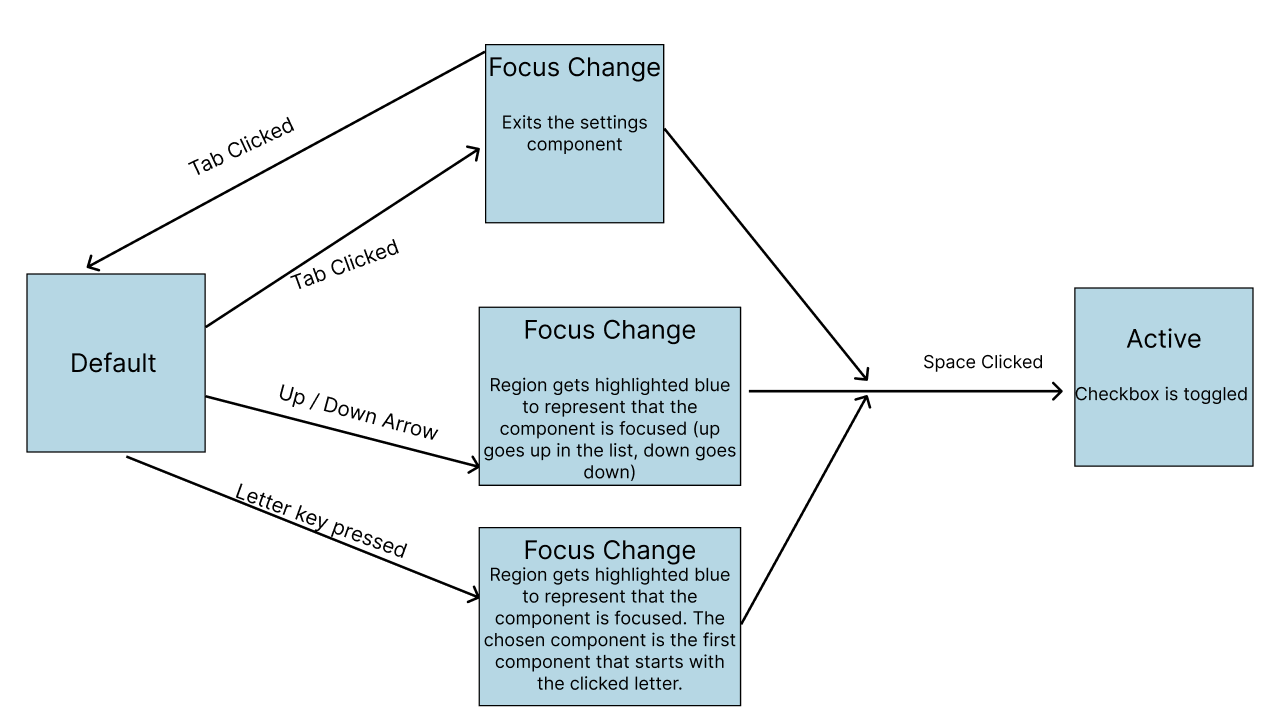 Focus Change
Exits the settings
component
Tab Clicked
Tab Clicked
Default
Up / Down Arrow
Letter key pressed
Focus Change
Region gets highlighted blue
to represent that the
component is focused (up
goes up in the list, down goes
down)
Focus Change
Region gets highlighted blue
to represent that the
component is focused. The
chosen component is the first
component that starts with
the clicked letter.
Space Clicked
Active
Checkbox is toggled